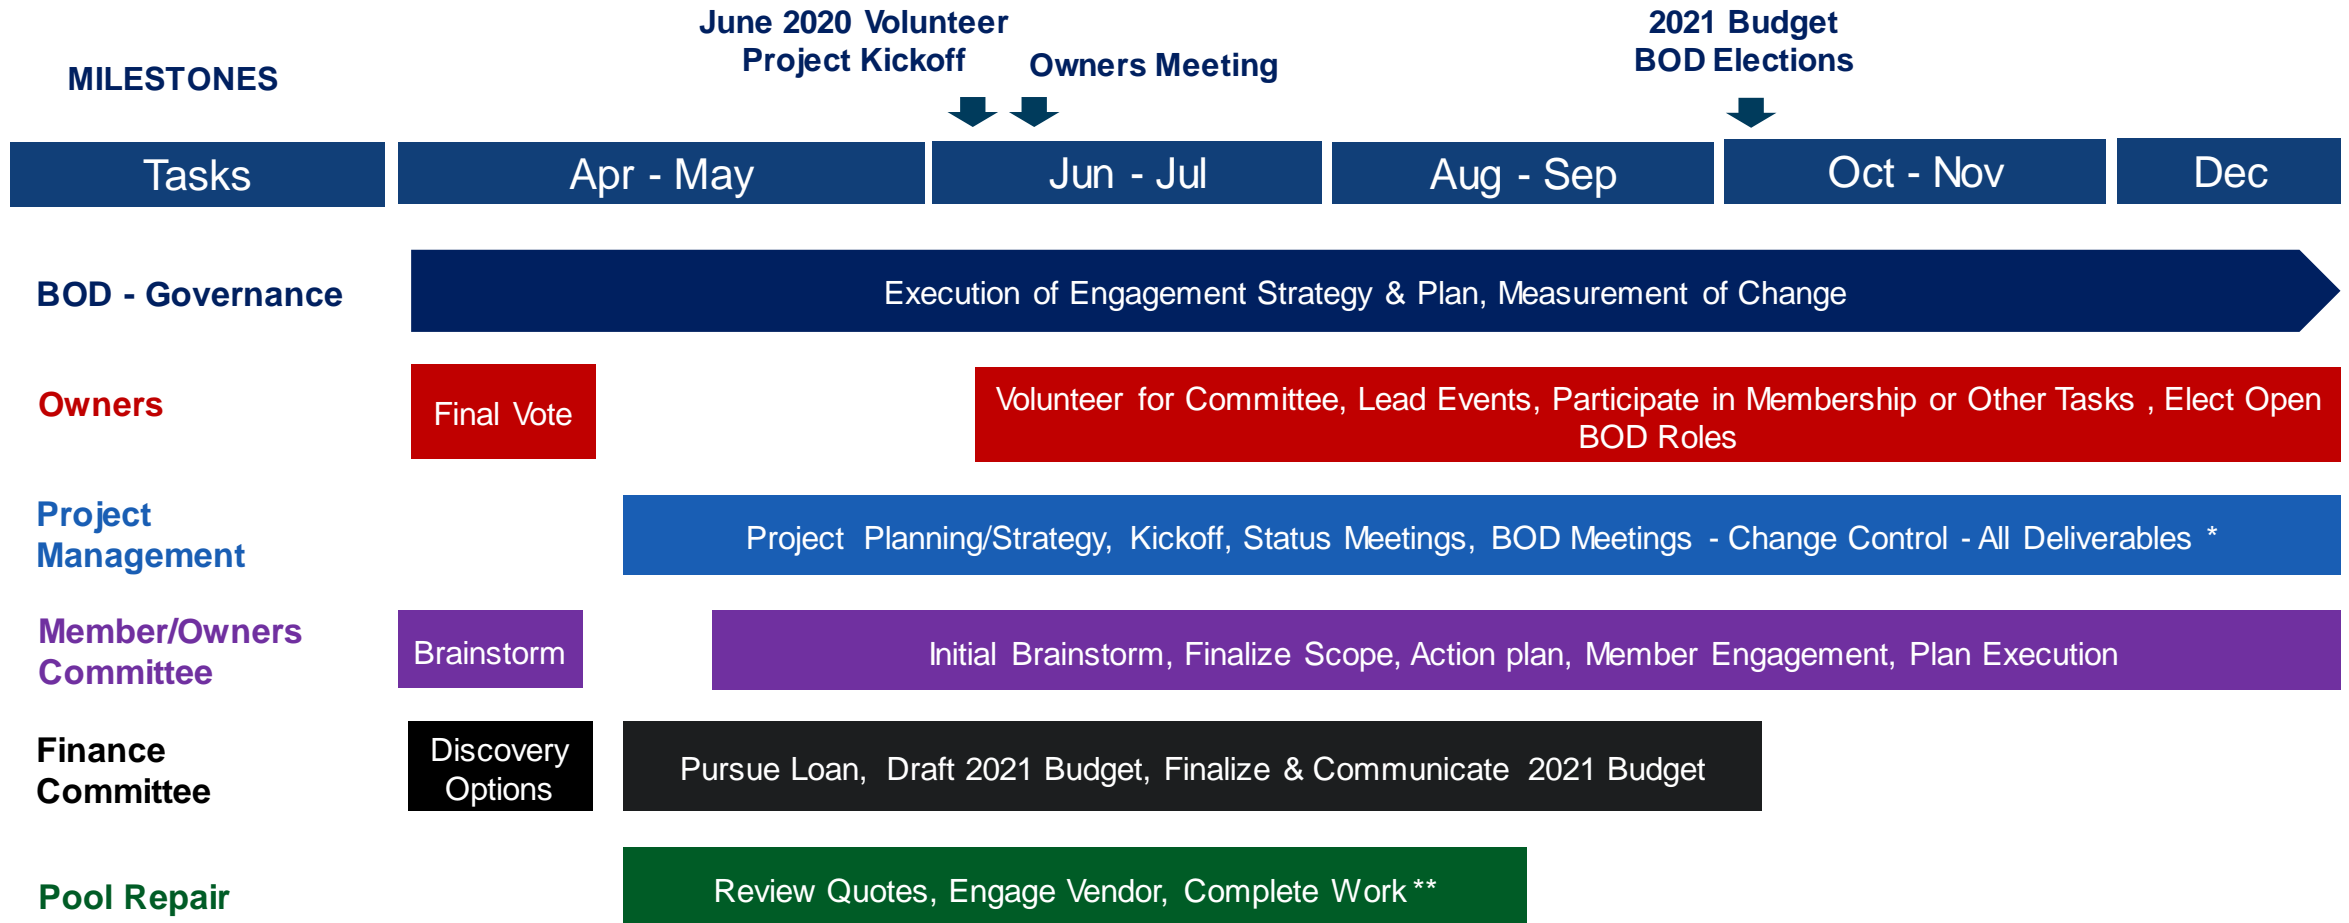 June 2020 Volunteer
Project Kickoff
Owners Meeting
2021 Budget
BOD Elections
MILESTONES
Tasks
Apr - May
Jun - Jul
Aug - Sep
Oct - Nov
Dec
BOD - Governance
Execution of Engagement Strategy & Plan, Measurement of Change
Owners
Final Vote
Volunteer for Committee, Lead Events, Participate in Membership or Other Tasks , Elect Open
BOD Roles
Project
Management
Project Planning/Strategy, Kickoff, Status Meetings, BOD Meetings - Change Control - All Deliverables *
Member/Owners
Committee
Brainstorm
Initial Brainstorm, Finalize Scope, Action plan, Member Engagement, Plan Execution
Finance
Committee
Discovery
Options
Pursue Loan, Draft 2021 Budget, Finalize & Communicate 2021 Budget
Pool Repair
Review Quotes, Engage Vendor, Complete Work **